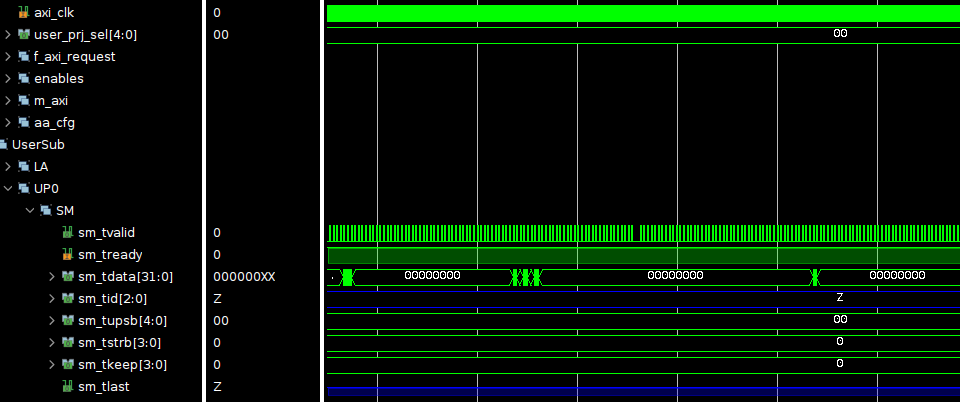 axi_clk 0
user_prj_sel[4:0] 00 00
f_axi_request
enables
m_axi
aa_cfg
UserSub
LA
UP0
SM
sm_tvalid 0
sm_tready 0
sm_tdata[31:0] 000000XX 00000000 00000000 00000000
sm_tid[2:0] Z Z
sm_tupsb[4:0] 00 00
sm_tstrb[3:0] 0 0
sm_tkeep[3:0] 0 0
sm_tlast Z